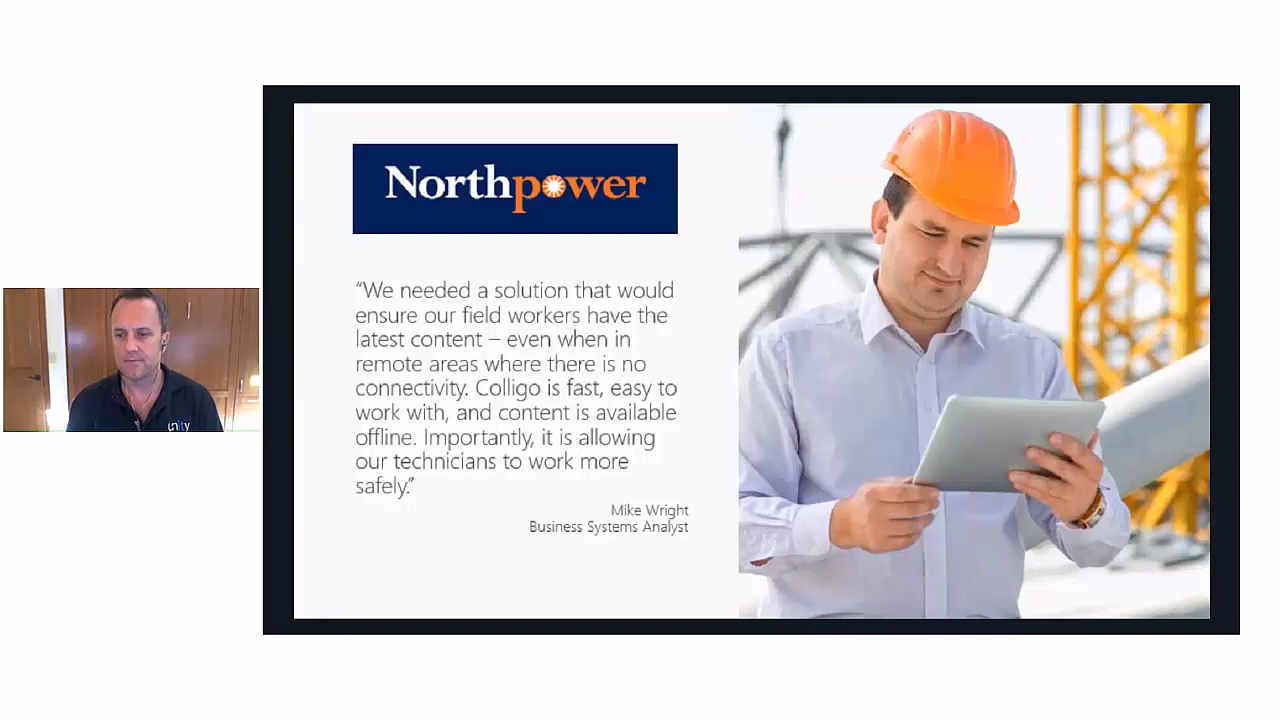 Northpower
“We needed a solution that would
ensure our field workers have the
latest content – even when in
remote areas where there is no
connectivity. Colligo is fast, easy to
work with, and content is available
offline. Importantly, it is allowing
our technicians to work more
safely.”
Mike Wright
Business Systems Analyst
unity